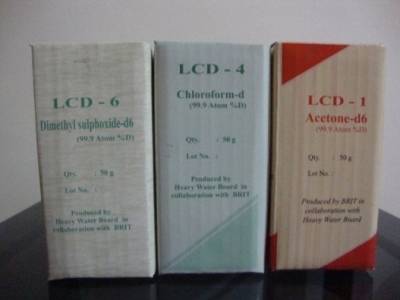 LCD - 6
Dimethyl sulphoxide-d6
(99.9 Atom %D)
Qty. : 50 g
Lot No. :
Produced by
Heavy Water Board in
collaboration with BRIT
LCD - 4
Chloroform-d
(99.9 Atom %D)
Qty. : 50 g
Lot No. :
Produced by
Heavy Water Board in
collaboration with BRIT
LCD - 1
Acetone-d6
(99.9 Atom %D)
Qty. : 50 g
Lot No. :
Produced by BRIT in
collaboration with
Heavy Water Board